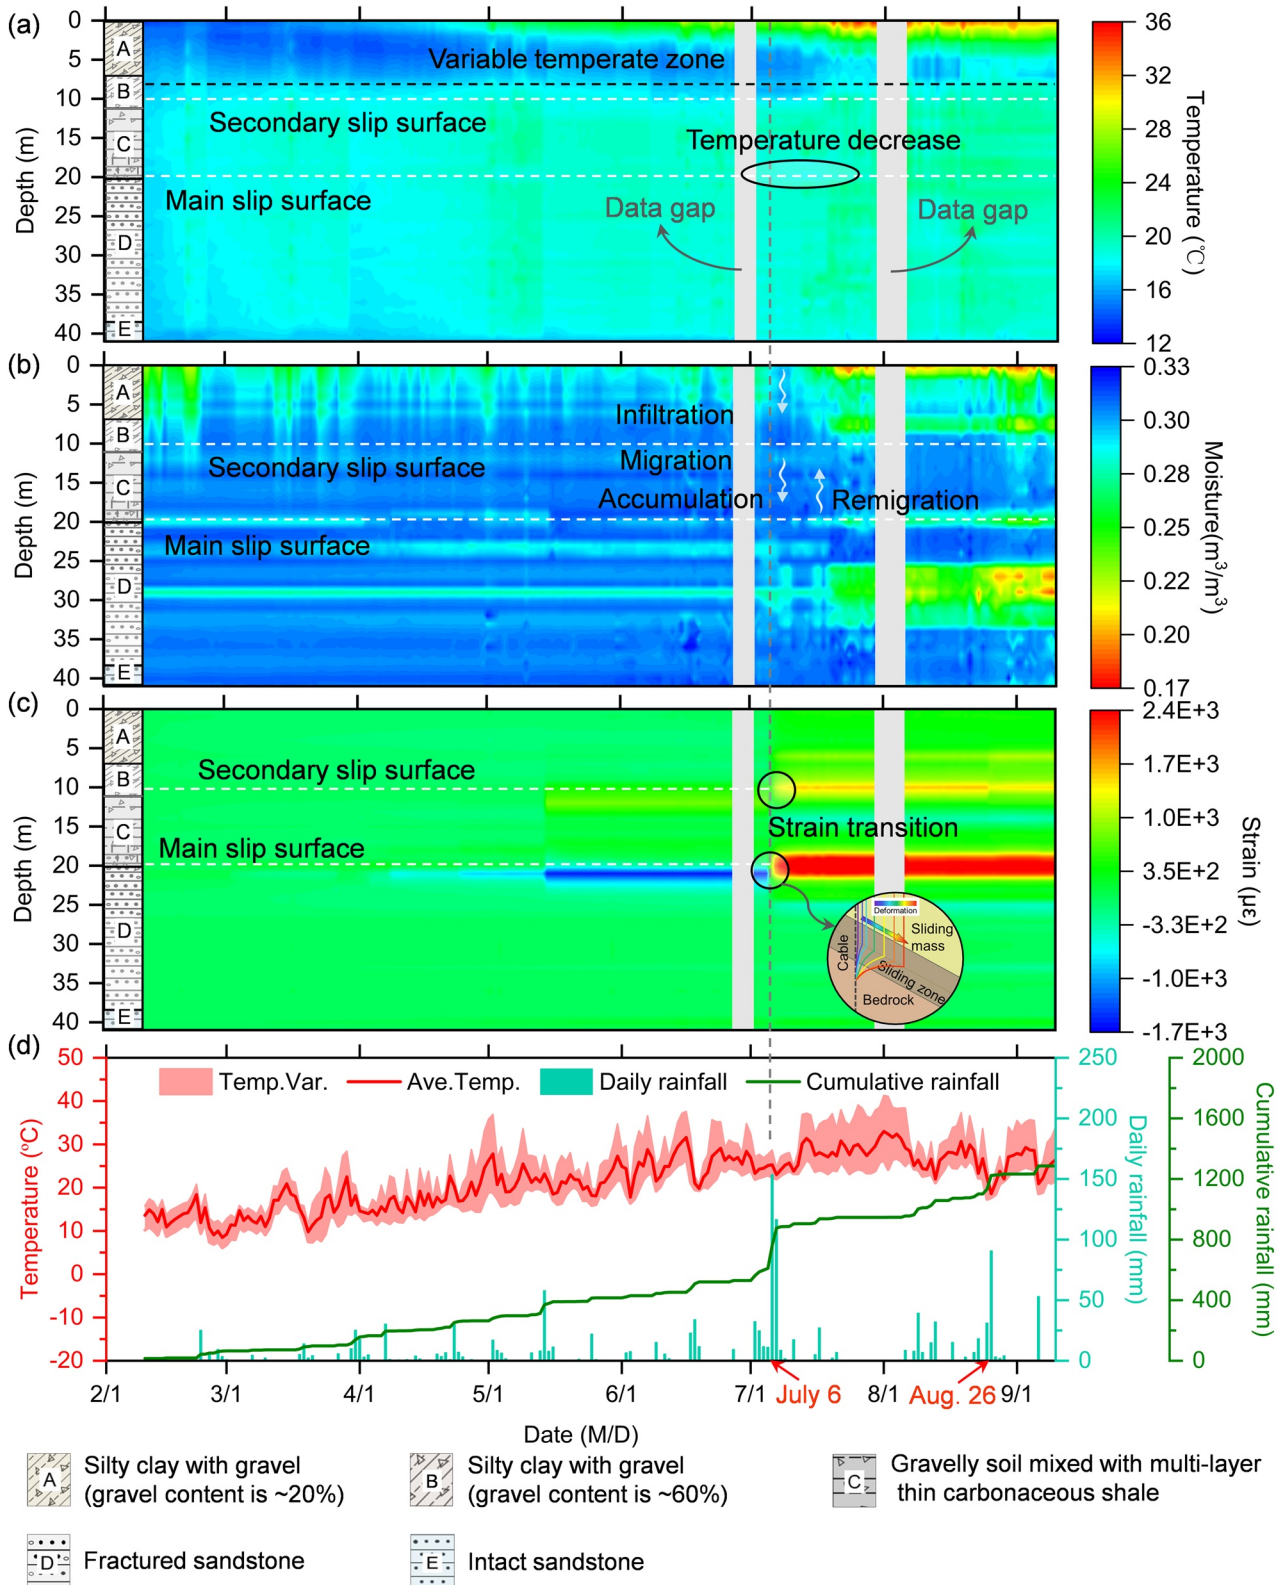 (a)
0
5
10
15
20
25
30
35
40
Depth (m)
A
B
C
D
E
Variable temperate zone
Secondary slip surface
Temperature decrease
Main slip surface
Data gap
Data gap
36
32
28
24
20
16
12
Temperature (℃)
(b)
0
5
10
15
20
25
30
35
40
Depth (m)
A
B
C
D
E
Infiltration
Migration
Secondary slip surface
Accumulation
Remigration
Main slip surface
0.33
0.30
0.28
0.25
0.22
0.20
0.17
Moisture(m³/m³)
(c)
0
5
10
15
20
25
30
35
40
Depth (m)
A
B
C
D
E
Secondary slip surface
Strain transition
Main slip surface
Deformation
Cable
Sliding
mass
Sliding zone
Bedrock
2.4E+3
1.7E+3
1.0E+3
3.5E+2
-3.3E+2
-1.0E+3
-1.7E+3
Strain (με)
(d)
50
40
30
20
10
0
-10
-20
Temperature (°C)
Temp.Var.
Ave.Temp.
Daily rainfall
Cumulative rainfall
250
200
150
100
50
0
Daily rainfall (mm)
2000
1600
1200
800
400
0
Cumulative rainfall (mm)
2/1
3/1
4/1
5/1
6/1
7/1
July 6
8/1
Aug. 26
9/1
Date (M/D)
A
Silty clay with gravel
(gravel content is ~20%)
B
Silty clay with gravel
(gravel content is ~60%)
C
Gravelly soil mixed with multi-layer
thin carbonaceous shale
D
Fractured sandstone
E
Intact sandstone